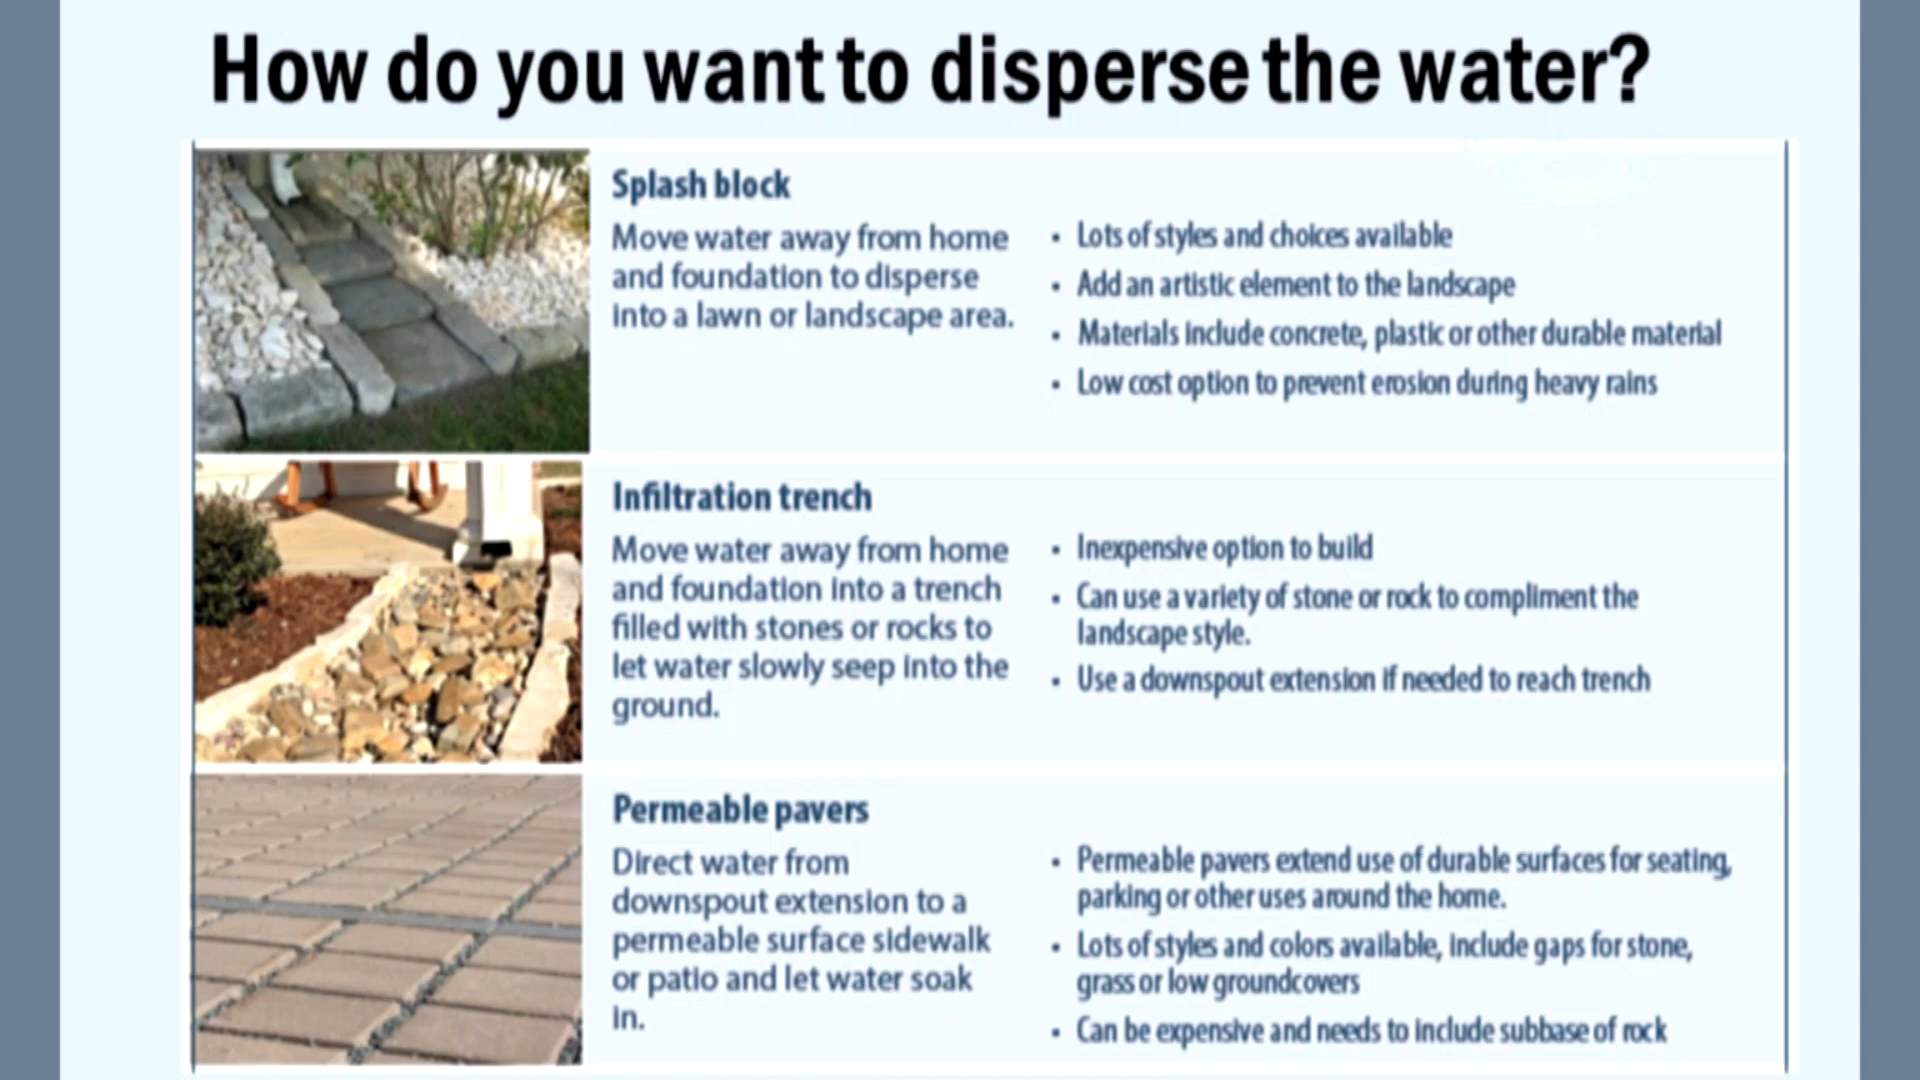 How do you want to disperse the water?
Splash block
Move water away from home
and foundation to disperse
into a lawn or landscape area.
• Lots of styles and choices available
• Add an artistic element to the landscape
• Materials include concrete, plastic or other durable material
• Low cost option to prevent erosion during heavy rains
Infiltration trench
Move water away from home
and foundation into a trench
filled with stones or rocks to
let water slowly seep into the
ground.
• Inexpensive option to build
• Can use a variety of stone or rock to compliment the
landscape style.
• Use a downspout extension if needed to reach trench
Permeable pavers
Direct water from
downspout extension to a
permeable surface sidewalk
or patio and let water soak
in.
• Permeable pavers extend use of durable surfaces for seating,
parking or other uses around the home.
• Lots of styles and colors available, include gaps for stone,
grass or low groundcovers
• Can be expensive and needs to include subbase of rock